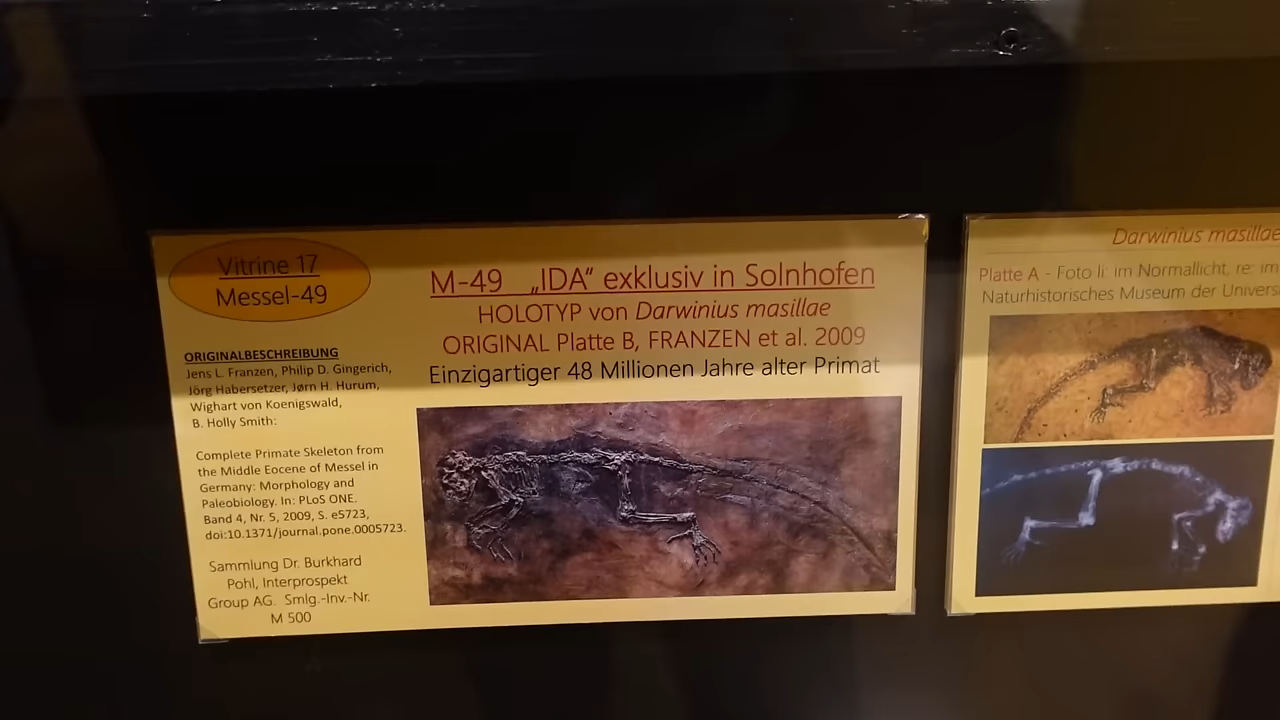 Vitrine 17
Messel-49
ORIGINALBESCHREIBUNG
Jens L. Franzen, Philip D. Gingerich,
Jörg Habersetzer, Jørn H. Hurum,
Wighart von Koenigswald,
B. Holly Smith:
Complete Primate Skeleton from
the Middle Eocene of Messel in
Germany: Morphology and
Paleobiology. In: PLoS ONE.
Band 4, Nr. 5, 2009, S. e5723,
doi:10.1371/journal.pone.0005723.
Sammlung Dr. Burkhard
Pohl, Interprospekt
Group AG. Smlg.-Inv.-Nr.
M 500
M-49 „IDA“ exklusiv in Solnhofen
HOLOTYP von Darwinius masillae
ORIGINAL Platte B, FRANZEN et al. 2009
Einzigartiger 48 Millionen Jahre alter Primat
Darwinius masillae
Platte A - Foto li: im Normallicht, re: im
Naturhistorisches Museum der Univers